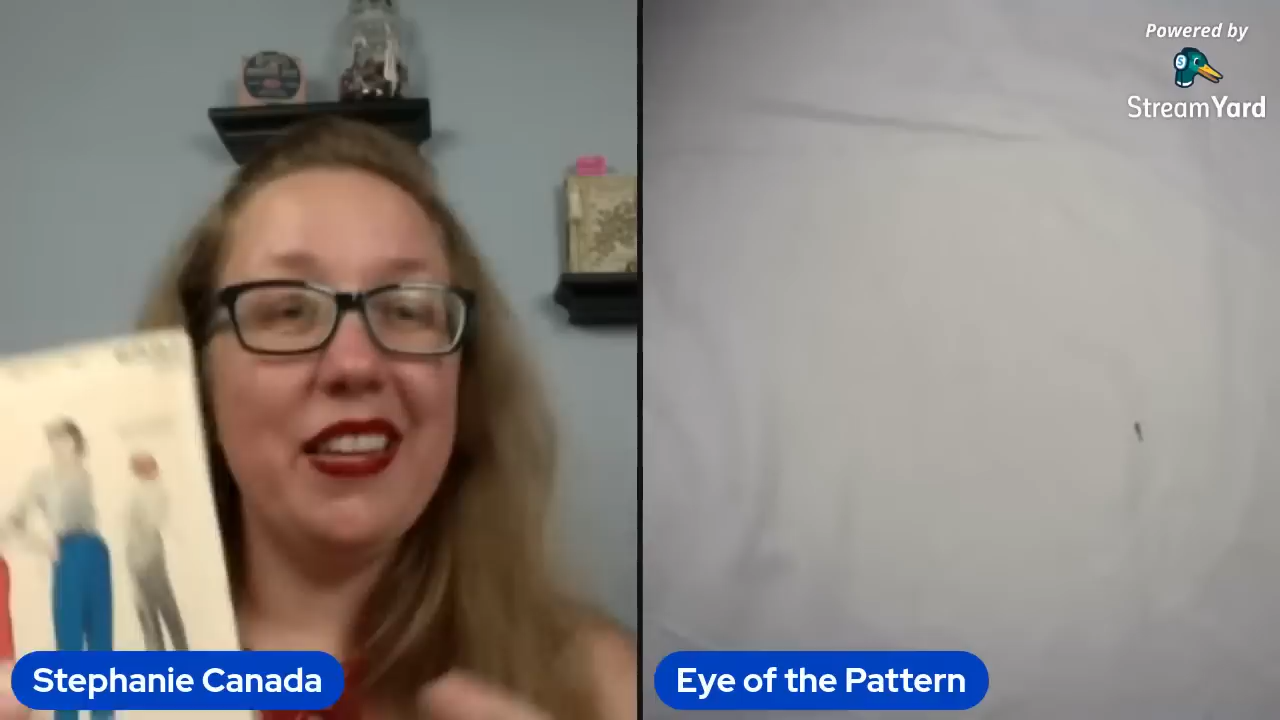 Powered by
StreamYard
Stephanie Canada
Eye of the Pattern